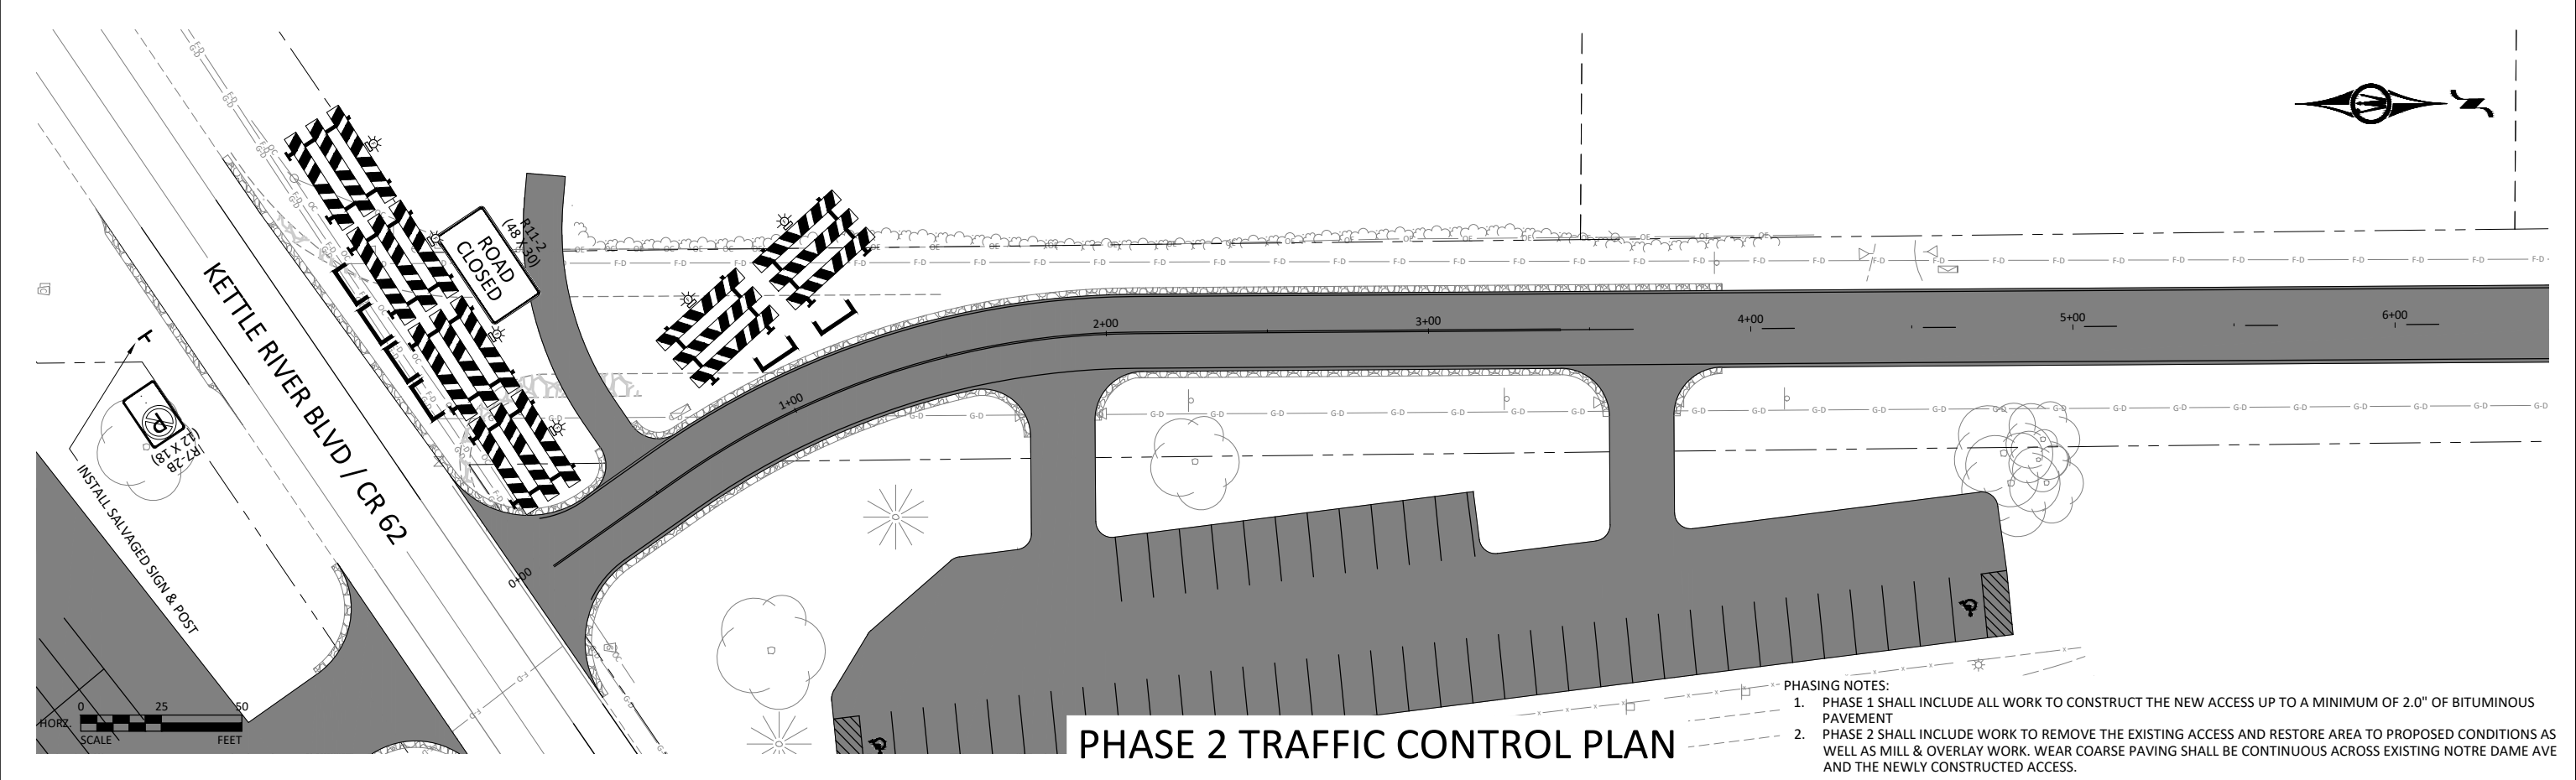 KETTLE RIVER BLVD / CR 62
ROAD
CLOSED
R11-2
(48 X 30)
P
R7-2B
(12 X 18)
INSTALL SALVAGED SIGN & POST
0+00
1+00
2+00
3+00
4+00
5+00
6+00
F-D
G-D
OC
OE
HORZ.
0 25 50
SCALE FEET
PHASE 2 TRAFFIC CONTROL PLAN
PHASING NOTES:
1. PHASE 1 SHALL INCLUDE ALL WORK TO CONSTRUCT THE NEW ACCESS UP TO A MINIMUM OF 2.0" OF BITUMINOUS
PAVEMENT
2. PHASE 2 SHALL INCLUDE WORK TO REMOVE THE EXISTING ACCESS AND RESTORE AREA TO PROPOSED CONDITIONS AS
WELL AS MILL & OVERLAY WORK. WEAR COARSE PAVING SHALL BE CONTINUOUS ACROSS EXISTING NOTRE DAME AVE
AND THE NEWLY CONSTRUCTED ACCESS.